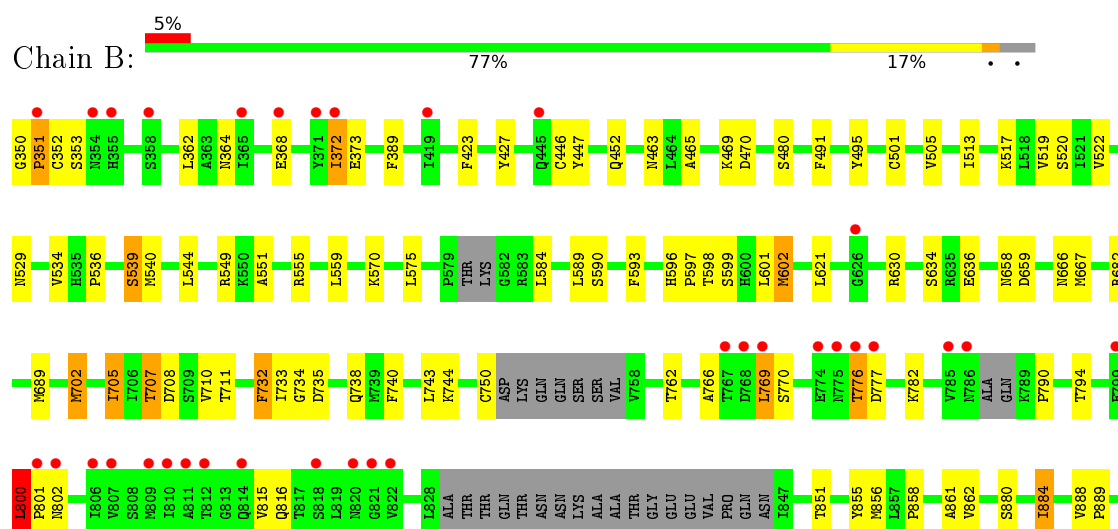 5%
Chain B:
77%
17%
G350 P351 C352 S353 N354 H355 S358 L362 A363 N364 I365 E368 Y371 I372 E373 F389 I419 F423 Y427 Q445 C446 Y447 Q452 N463 L464 A465 K469 D470 S480 F491 Y495 C501 V505 I513 K517 L518 V519 S520 I521 V522
N529 V534 H535 P536 S539 M540 L544 R549 K550 A551 R555 L559 K570 L575 P579 THR LYS G582 R583 L584 L589 S590 F593 H596 P597 T598 S599 H600 L601 M602 L621 G626 R630 S634 R635 E636 N658 D659 N666 M667
M689 M702 I705 I706 T707 D708 S709 V710 T711 F732 I733 G734 D735 Q738 M739 F740 L743 K744 C750 ASP LYS GLN GLN SER SER VAL V758 T762 A766 T767 D768 L769 S770 E774 N775 T776 D777 K782 V785 N786 ALA GLN K789 P790 T794
L800 P801 N802 I806 V807 S808 M809 I810 A811 T812 G813 Q814 V815 Q816 T817 S818 L819 N820 G821 V822 L828 ALA THR THR GLN THR ASN ASN LYS ALA ALA THR GLY GLU GLU VAL PRO GLN ASN I847 T851 Y855 M856 L857 P858 A861 V862 S880 I884 V888 P889